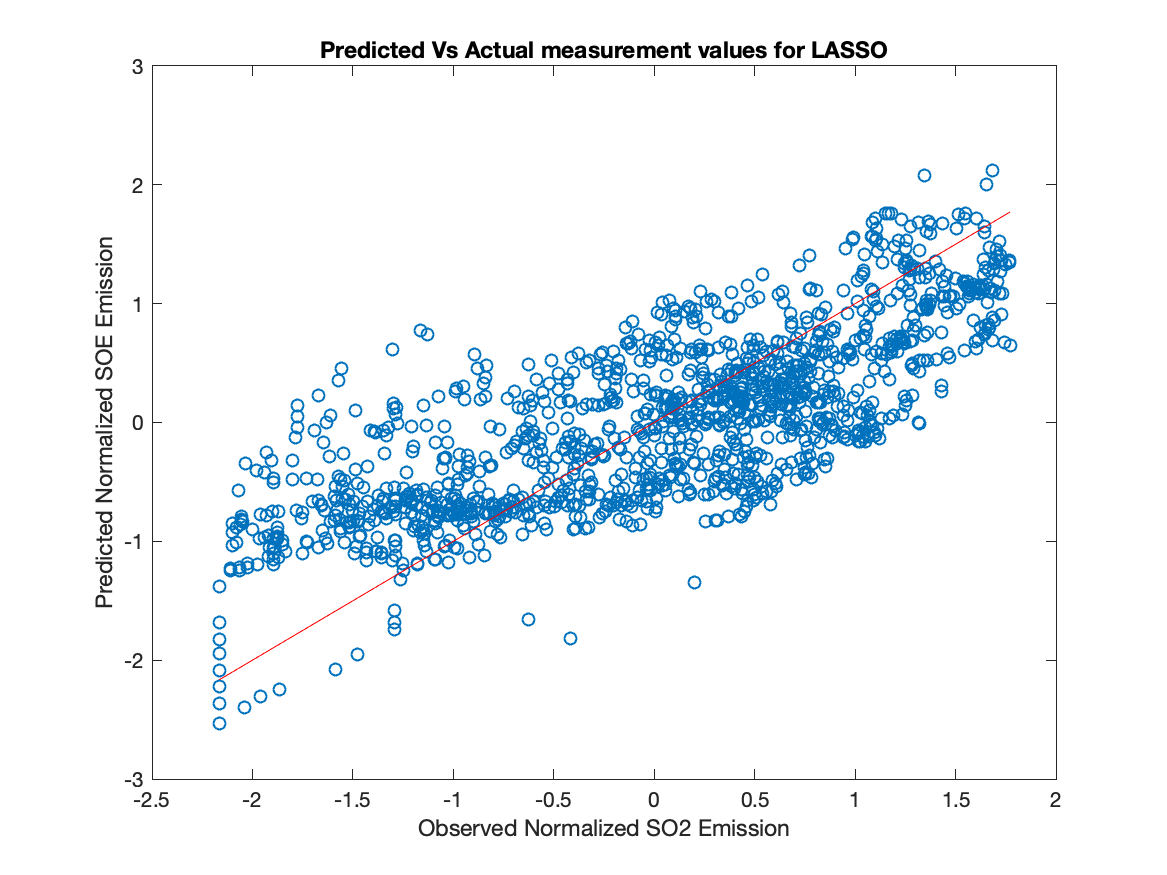 Predicted Vs Actual measurement values for LASSO
3
2
1
0
-1
-2
-3
Predicted Normalized SOE Emission
-2.5 -2 -1.5 -1 -0.5 0 0.5 1 1.5 2
Observed Normalized SO2 Emission